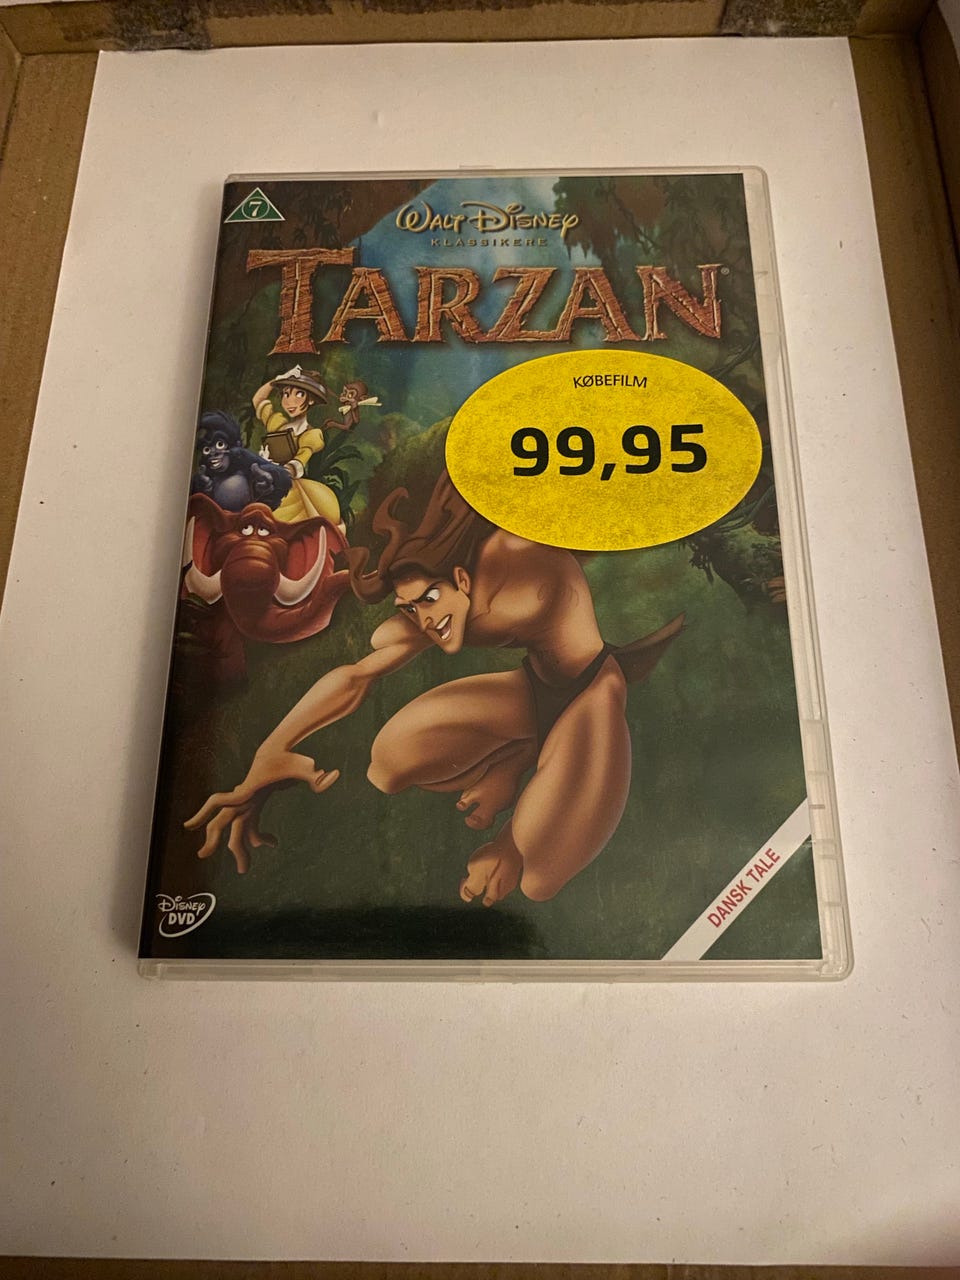 7
WALT DISNEY
KLASSIKERE
TARZAN®
KØBEFILM
99,95
DANSK TALE
DISNEY
DVD